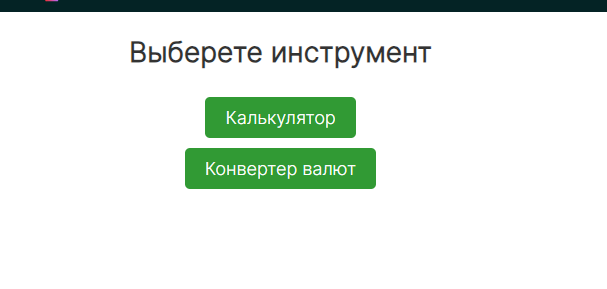 Выберете инструмент
Калькулятор
Конвертер валют